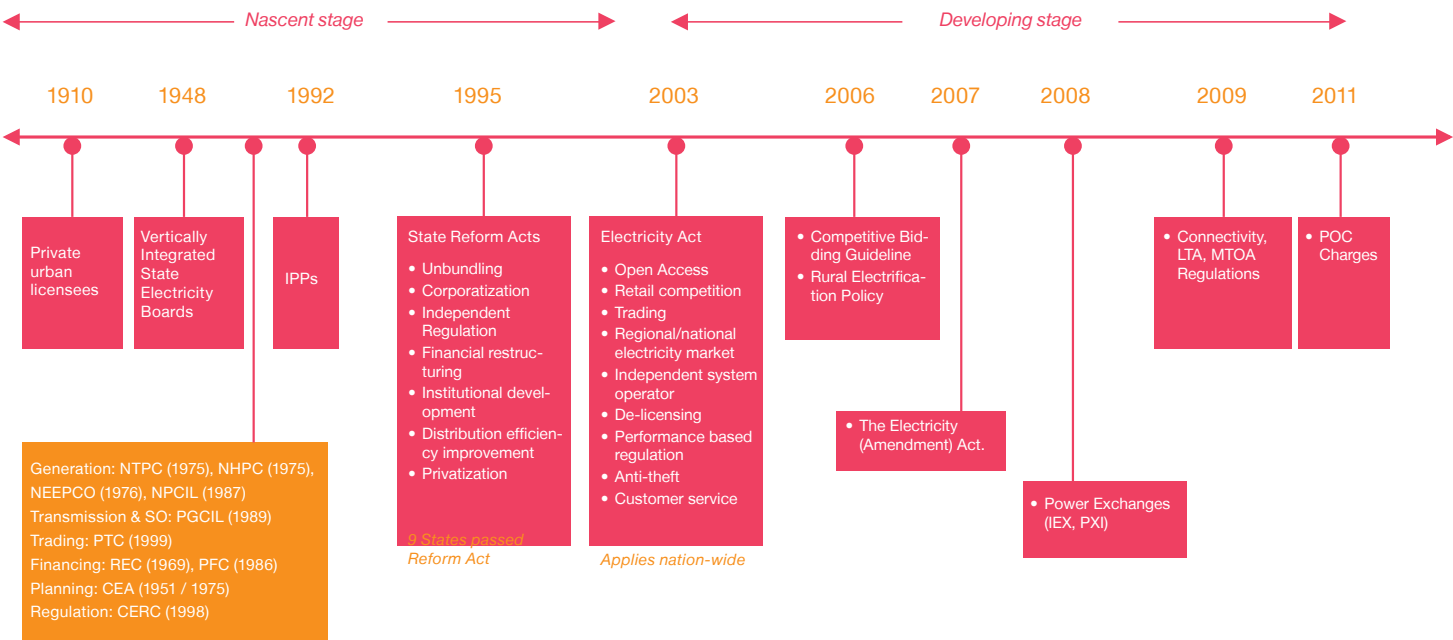 Nascent stage
Developing stage
1910
1948
1992
1995
2003
2006
2007
2008
2009
2011
Private
urban
licensees
Vertically
Integrated
State
Electricity
Boards
IPPs
State Reform Acts
• Unbundling
• Corporatization
• Independent
Regulation
• Financial restruc-
turing
• Institutional devel-
opment
• Distribution efficien-
cy improvement
• Privatization
9 States passed
Reform Act
Electricity Act
• Open Access
• Retail competition
• Trading
• Regional/national
electricity market
• Independent system
operator
• De-licensing
• Performance based
regulation
• Anti-theft
• Customer service
Applies nation-wide
• Competitive Bid-
ding Guideline
• Rural Electrifica-
tion Policy
• The Electricity
(Amendment) Act.
• Power Exchanges
(IEX, PXI)
• Connectivity,
LTA, MTOA
Regulations
• POC
Charges
Generation: NTPC (1975), NHPC (1975),
NEEPCO (1976), NPCIL (1987)
Transmission & SO: PGCIL (1989)
Trading: PTC (1999)
Financing: REC (1969), PFC (1986)
Planning: CEA (1951 / 1975)
Regulation: CERC (1998)